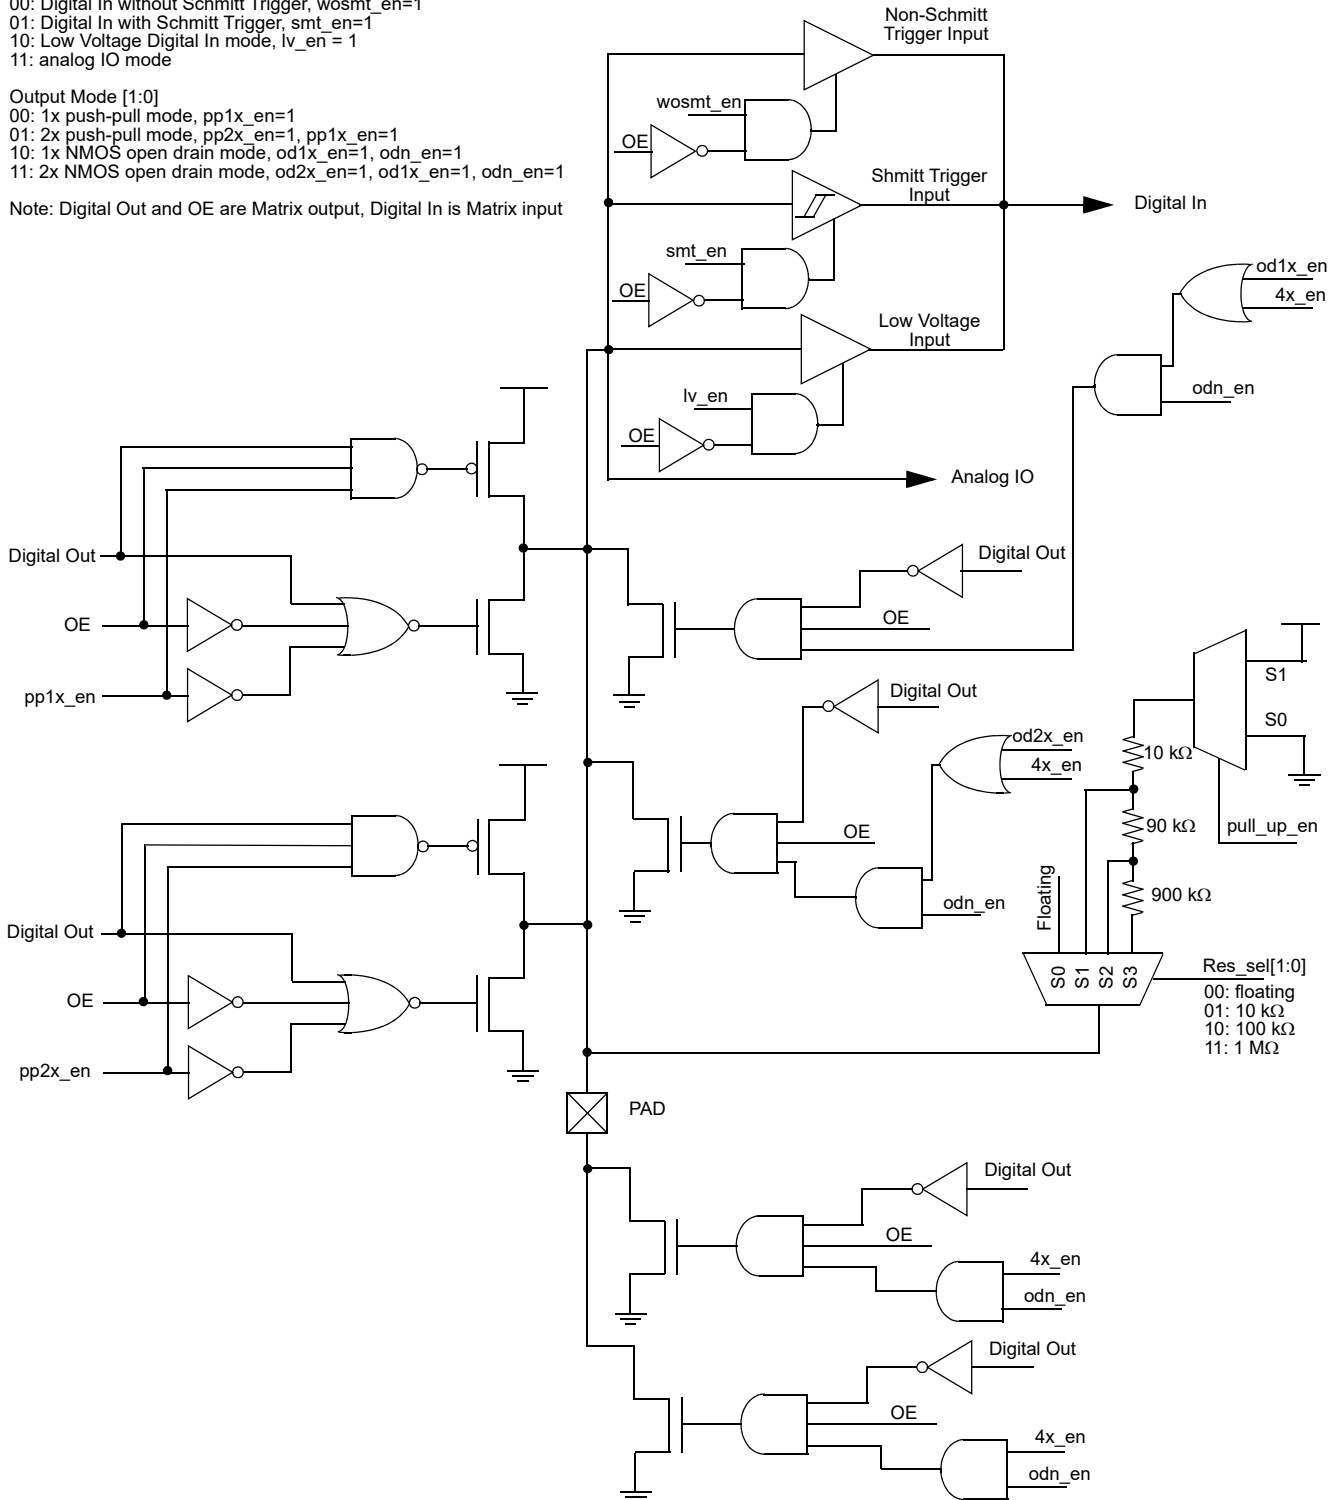 00: Digital In without Schmitt Trigger, wosmt_en=1
01: Digital In with Schmitt Trigger, smt_en=1
10: Low Voltage Digital In mode, lv_en = 1
11: analog IO mode
Output Mode [1:0]
00: 1x push-pull mode, pp1x_en=1
01: 2x push-pull mode, pp2x_en=1, pp1x_en=1
10: 1x NMOS open drain mode, od1x_en=1, odn_en=1
11: 2x NMOS open drain mode, od2x_en=1, od1x_en=1, odn_en=1
Note: Digital Out and OE are Matrix output, Digital In is Matrix input
Non-Schmitt
Trigger Input
wosmt_en
OE
Shmitt Trigger
Input
Digital In
smt_en
OE
od1x_en
4x_en
Low Voltage
Input
odn_en
lv_en
OE
Analog IO
Digital Out
OE
pp1x_en
Digital Out
OE
S1
S0
10 kΩ
90 kΩ
900 kΩ
pull_up_en
Digital Out
od2x_en
4x_en
OE
odn_en
Floating
S0
S1
S2
S3
Res_sel[1:0]
00: floating
01: 10 kΩ
10: 100 kΩ
11: 1 MΩ
Digital Out
OE
pp2x_en
PAD
Digital Out
OE
4x_en
odn_en
Digital Out
OE
4x_en
odn_en